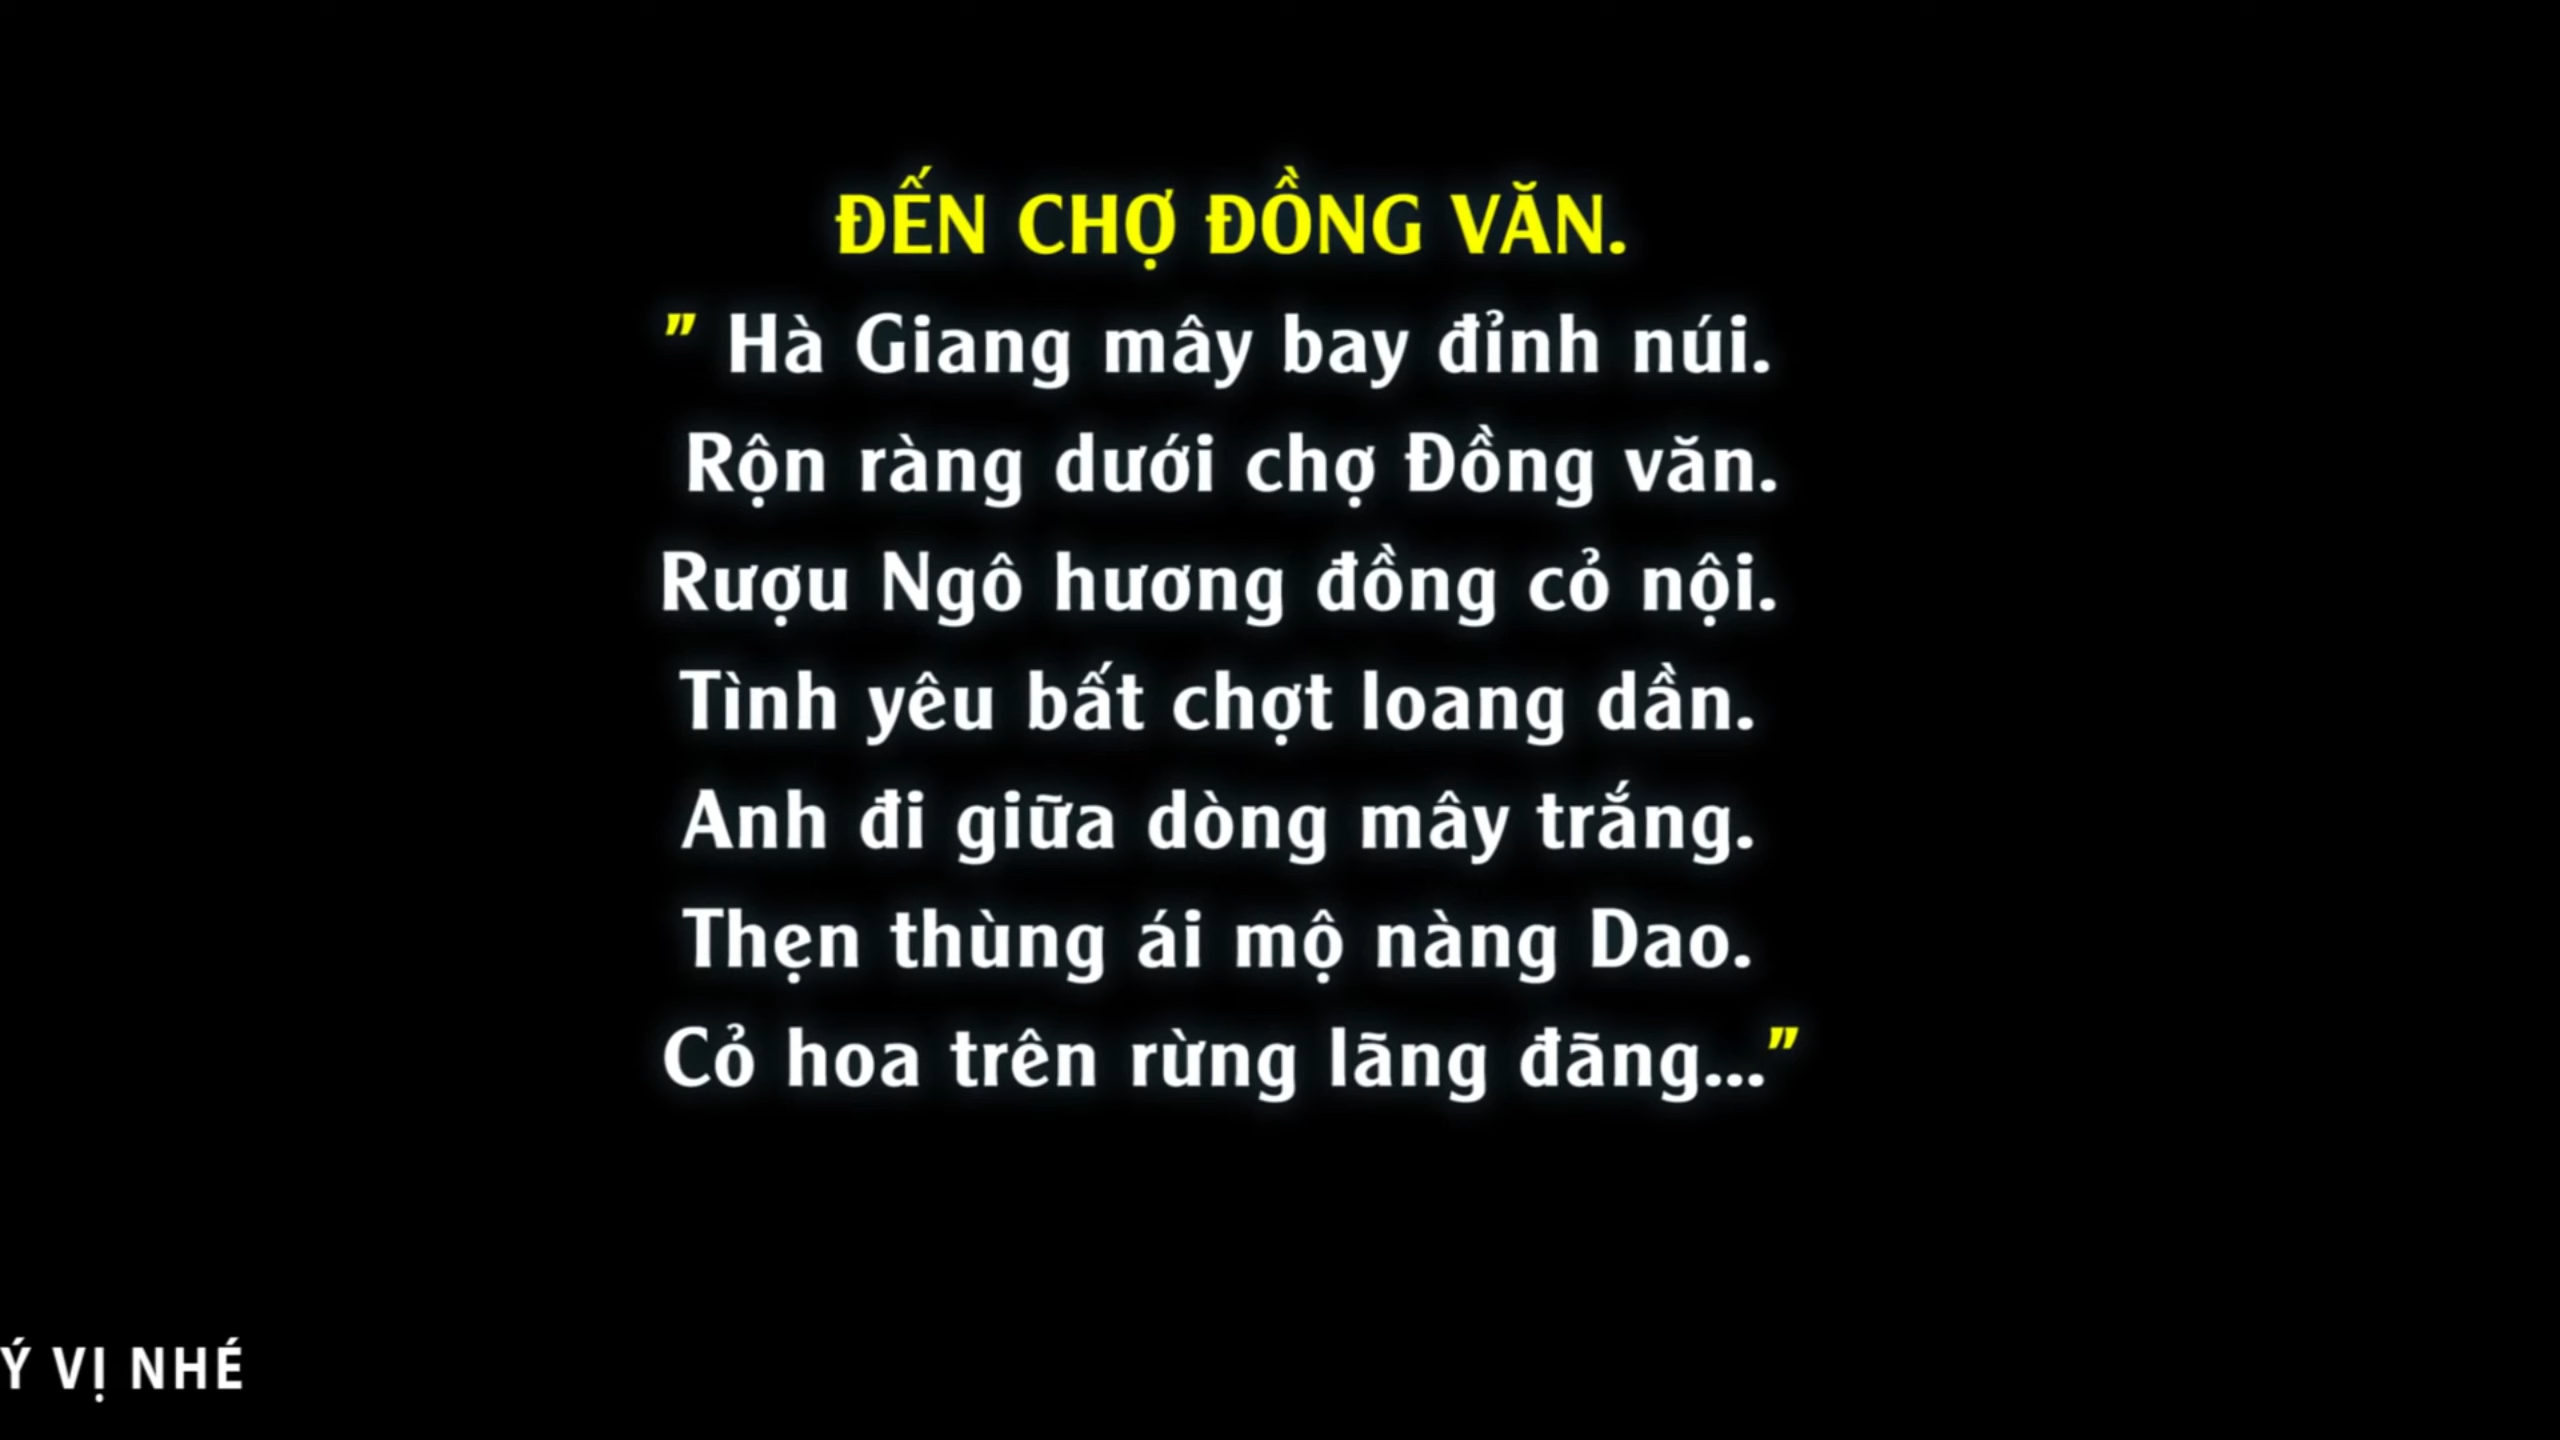 ĐẾN CHỢ ĐỒNG VĂN.
" Hà Giang mây bay đỉnh núi.
Rộn ràng dưới chợ Đồng văn.
Rượu Ngô hương đồng cỏ nội.
Tình yêu bất chợt loang dần.
Anh đi giữa dòng mây trắng.
Thẹn thùng ái mộ nàng Dao.
Cỏ hoa trên rừng lãng đãng..."
Ý VỊ NHÉ